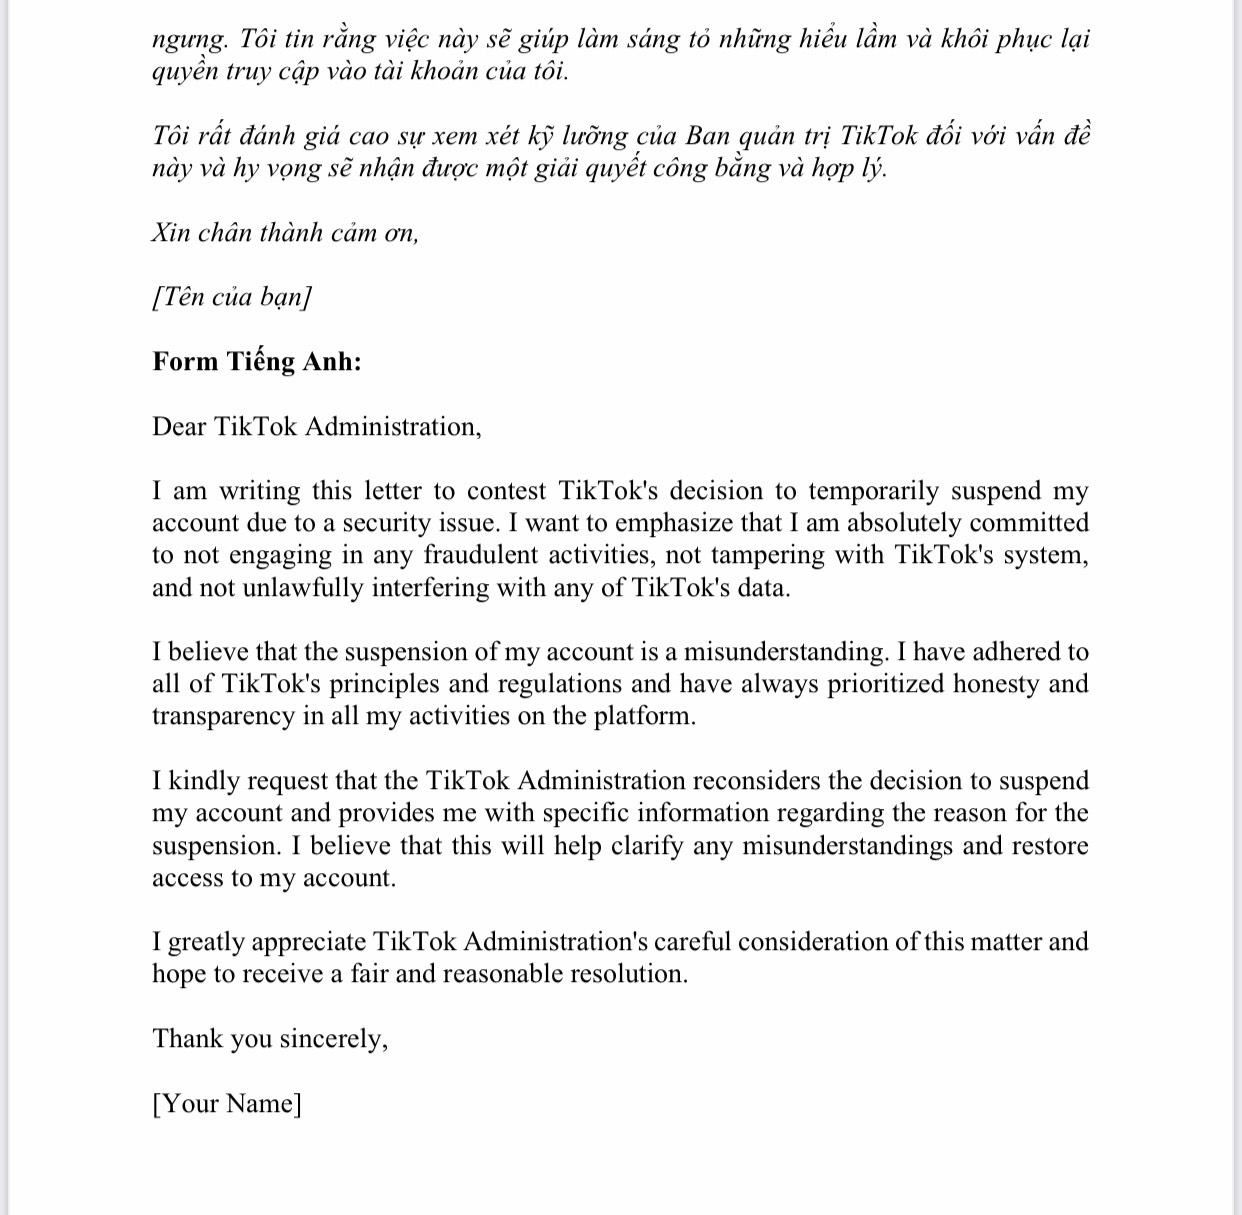 ngưng. Tôi tin rằng việc này sẽ giúp làm sáng tỏ những hiểu lầm và khôi phục lại
quyền truy cập vào tài khoản của tôi.
Tôi rất đánh giá cao sự xem xét kỹ lưỡng của Ban quản trị TikTok đối với vấn đề
này và hy vọng sẽ nhận được một giải quyết công bằng và hợp lý.
Xin chân thành cảm ơn,
[Tên của bạn]
Form Tiếng Anh:
Dear TikTok Administration,
I am writing this letter to contest TikTok's decision to temporarily suspend my
account due to a security issue. I want to emphasize that I am absolutely committed
to not engaging in any fraudulent activities, not tampering with TikTok's system,
and not unlawfully interfering with any of TikTok's data.
I believe that the suspension of my account is a misunderstanding. I have adhered to
all of TikTok's principles and regulations and have always prioritized honesty and
transparency in all my activities on the platform.
I kindly request that the TikTok Administration reconsiders the decision to suspend
my account and provides me with specific information regarding the reason for the
suspension. I believe that this will help clarify any misunderstandings and restore
access to my account.
I greatly appreciate TikTok Administration's careful consideration of this matter and
hope to receive a fair and reasonable resolution.
Thank you sincerely,
[Your Name]